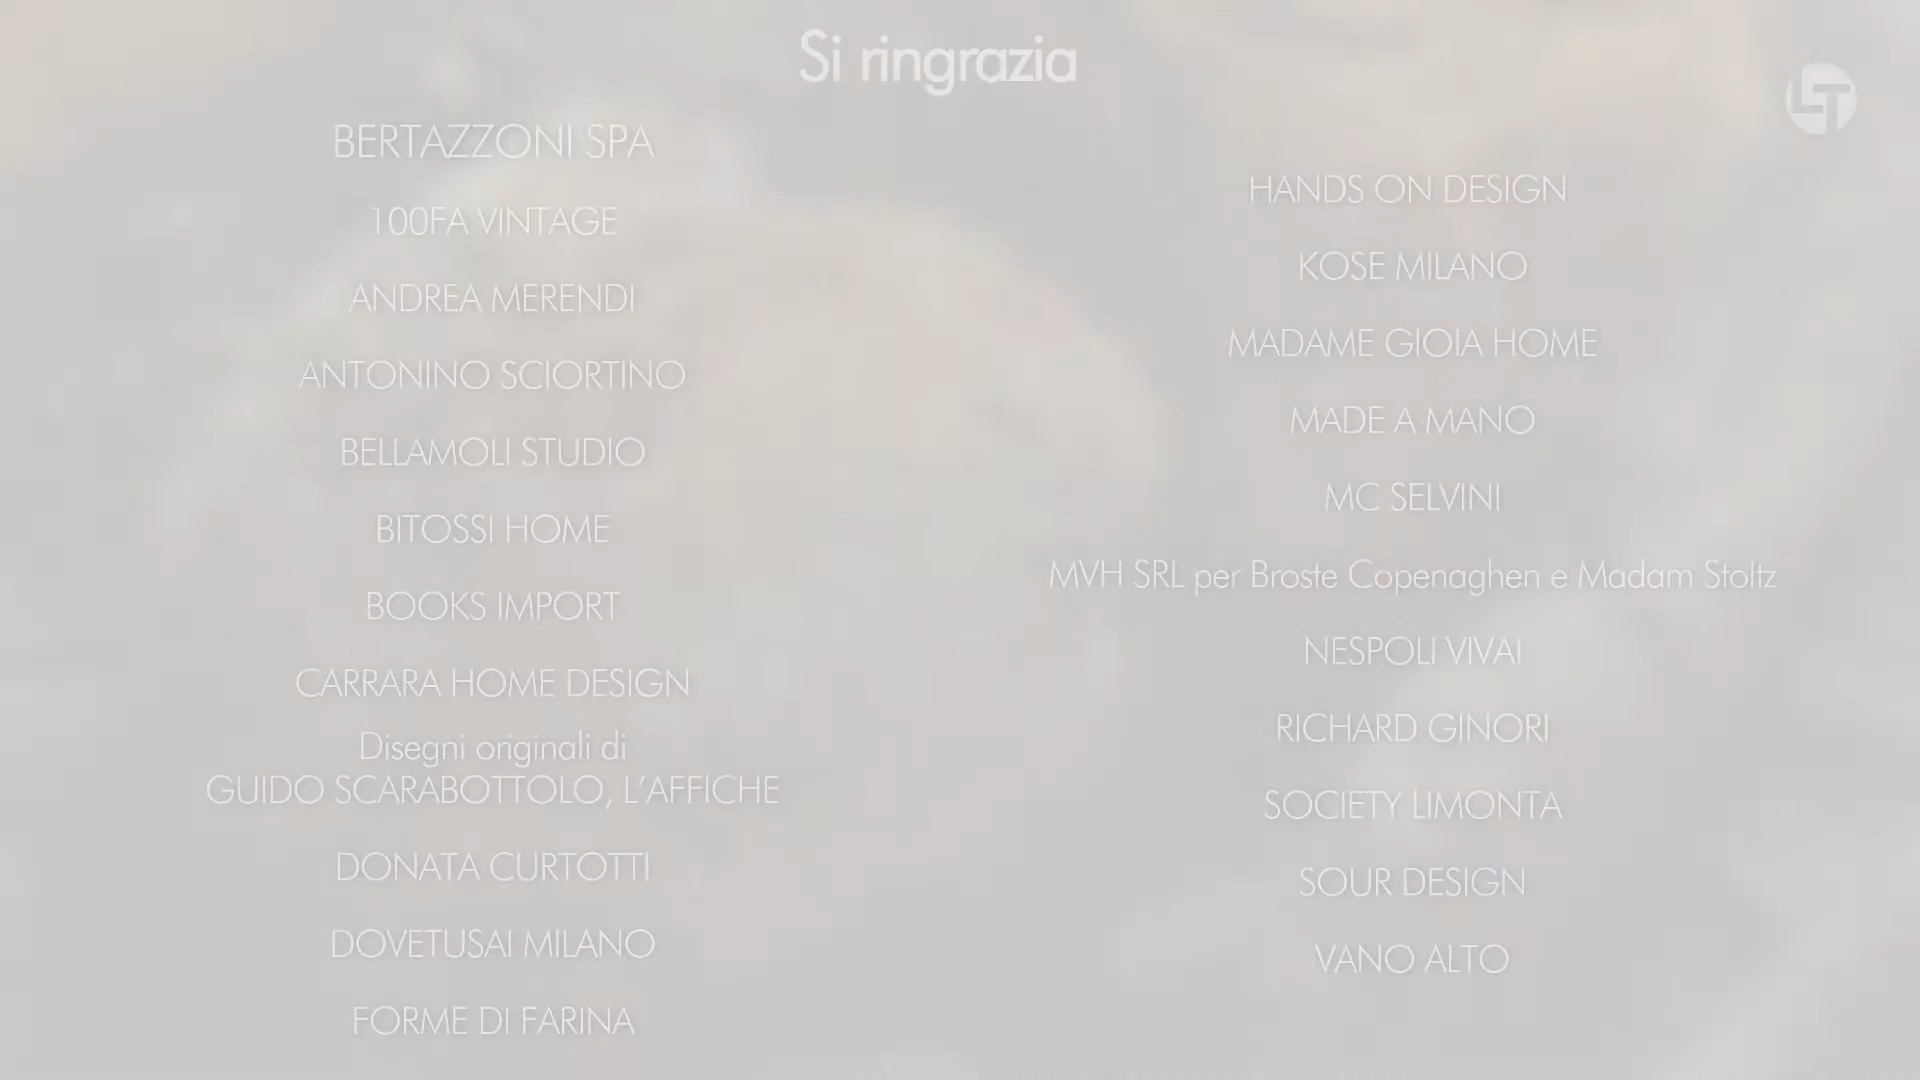 Si ringrazia
BERTAZZONI SPA
100FA VINTAGE
ANDREA MERENDI
ANTONINO SCIORTINO
BELLAMOLI STUDIO
BITOSSI HOME
BOOKS IMPORT
CARRARA HOME DESIGN
Disegni originali di
GUIDO SCARABOTTOLO, L'AFFICHE
DONATA CURTOTTI
DOVETUSAI MILANO
FORME DI FARINA
HANDS ON DESIGN
KOSE MILANO
MADAME GIOIA HOME
MADE A MANO
MC SELVINI
MVH SRL per Broste Copenaghen e Madam Stoltz
NESPOLI VIVAI
RICHARD GINORI
SOCIETY LIMONTA
SOUR DESIGN
VANO ALTO
LT